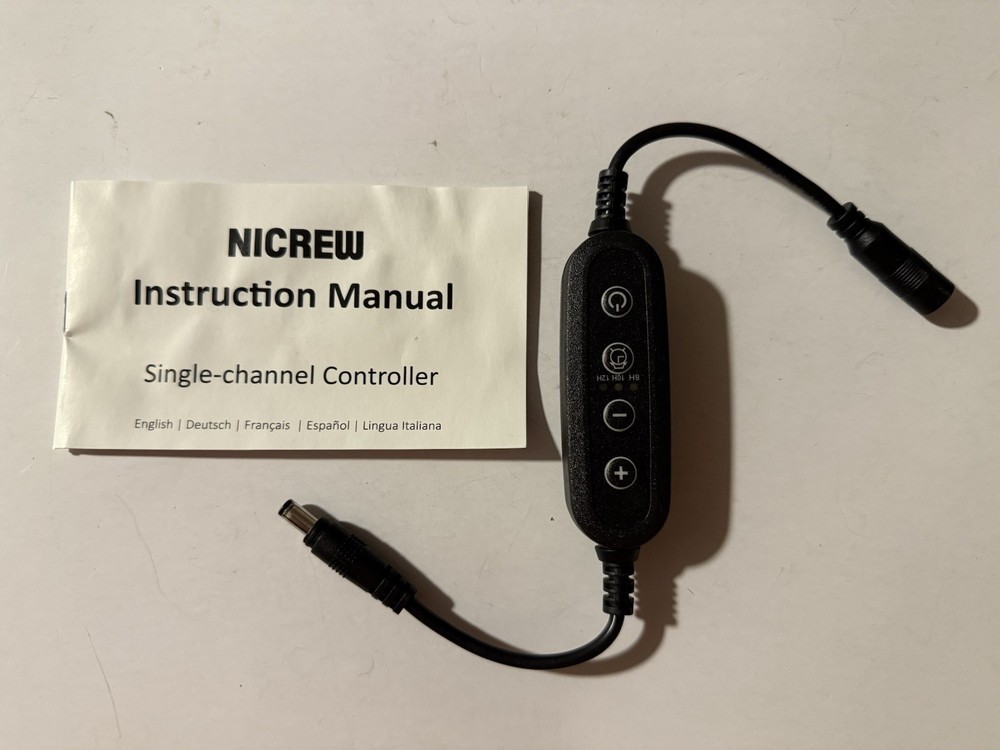 NICREW
Instruction Manual
Single-channel Controller
English | Deutsch | Français | Español | Lingua Italiana
8H 10H 12H